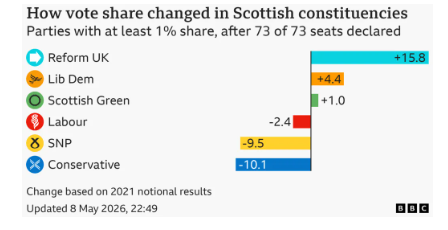 How vote share changed in Scottish constituencies
Parties with at least 1% share, after 73 of 73 seats declared
Reform UK +15.8
Lib Dem +4.4
Scottish Green +1.0
Labour -2.4
SNP -9.5
Conservative -10.1
Change based on 2021 notional results
Updated 8 May 2026, 22:49
BBC